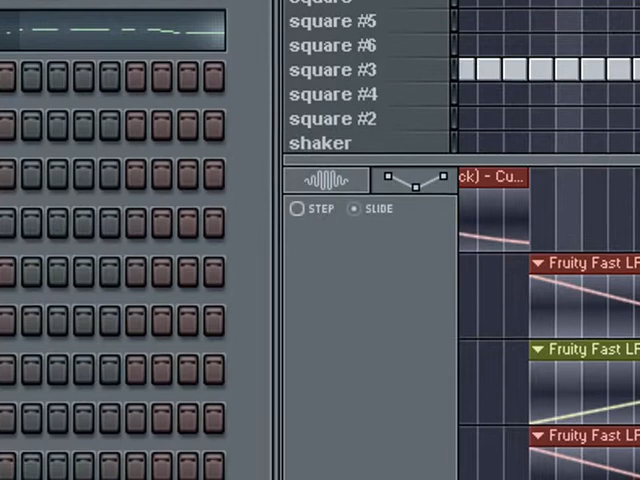 square
square #5
square #6
square #3
square #4
square #2
shaker
ck) - Cu...
STEP SLIDE
Fruity Fast LF
Fruity Fast LF
Fruity Fast LF